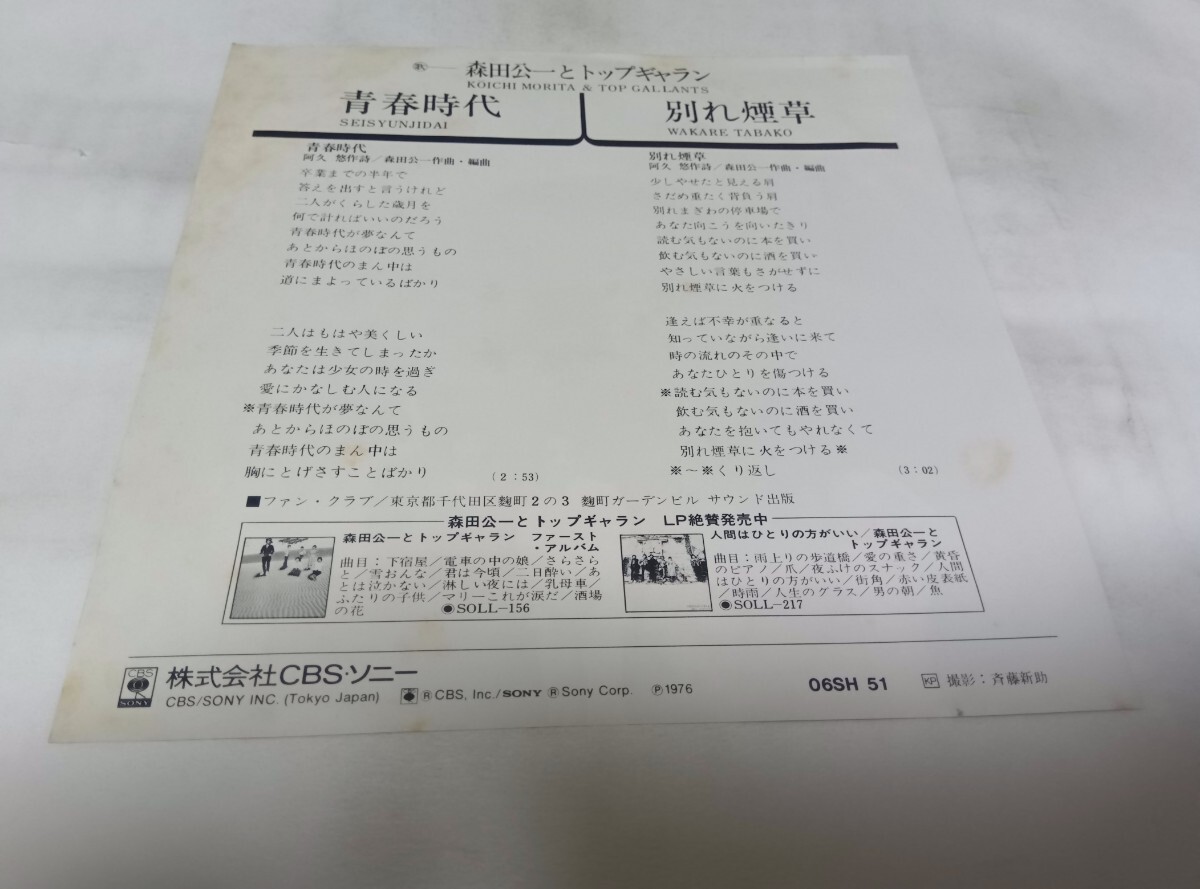 歌── 森田公一とトップギャラン
KOICHI MORITA & TOP GALLANTS
青春時代
SEISYUNJIDAI
別れ煙草
WAKARE TABAKO
青春時代
阿久 悠作詩／森田公一作曲・編曲
卒業までの半年で
答えを出すと言うけれど
二人がくらした歳月を
何で計ればいいのだろう
青春時代が夢なんて
あとからほのぼの思うもの
青春時代のまん中は
道にまよっているばかり
二人はもはや美くしい
季節を生きてしまったか
あなたは少女の時を過ぎ
愛にかなしむ人になる
※青春時代が夢なんて
あとからほのぼの思うもの
青春時代のまん中は
胸にとげさすことばかり
(2:53)
別れ煙草
阿久 悠作詩／森田公一作曲・編曲
少しやせたと見える肩
さだめ重たく背負う肩
別れまぎわの停車場で
あなた向こうを向いたきり
読む気もないのに本を買い
飲む気もないのに酒を買い
やさしい言葉もさがせずに
別れ煙草に火をつける
逢えば不幸が重なると
知っていながら逢いに来て
時の流れのその中で
あなたひとりを傷つける
※読む気もないのに本を買い
飲む気もないのに酒を買い
あなたを抱いてもやれなくて
別れ煙草に火をつける※
※～※くり返し
(3:02)
■ファン・クラブ／東京都千代田区麴町2の3 麴町ガーデンビル サウンド出版
森田公一とトップギャラン LP絶賛発売中
森田公一とトップギャラン ファースト
・アルバム
曲目：下宿屋／電車の中の娘／さらさら
と／雪おんな／君は今頃／二日酔い／あ
とは泣かない／淋しい夜には／乳母車／
ふたりの子供／マリーこれが涙だ／酒場
の花
●SOLL-156
人間はひとりの方がいい／森田公一と
トップギャラン
曲目：雨上りの歩道橋／愛の重さ／黄昏
のピアノ／爪／夜ふけのスナック／人間
はひとりの方がいい／街角／赤い皮表紙
／時雨／人生のグラス／男の朝／魚
●SOLL-217
CBS
SONY
株式会社CBS・ソニー
CBS/SONY INC. (Tokyo Japan)
Ⓡ CBS, Inc./SONY Ⓡ Sony Corp. Ⓟ1976
06SH 51
KP 撮影：斉藤新助